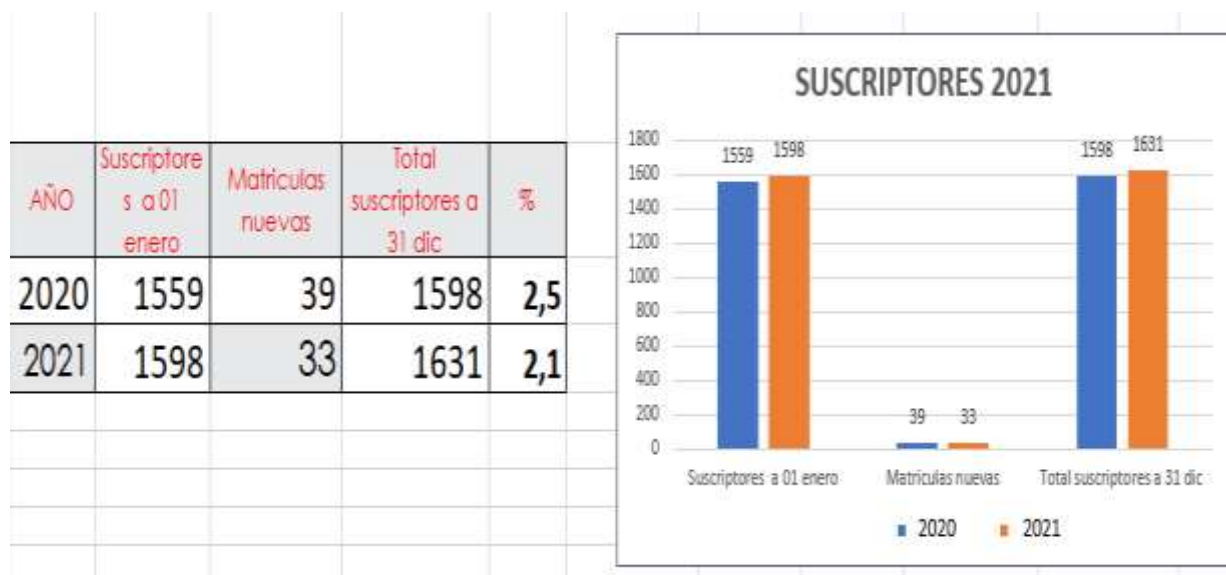 AÑO
Suscriptore
s a 01
enero
Matriculas
nuevas
Total
suscriptores a
31 dic
%
2020 1559 39 1598 2,5
2021 1598 33 1631 2,1
SUSCRIPTORES 2021
1800
1600
1400
1200
1000
800
600
400
200
0
1559 1598
39 33
1598 1631
Suscriptores a 01 enero
Matriculas nuevas
Total suscriptores a 31 dic
2020 2021